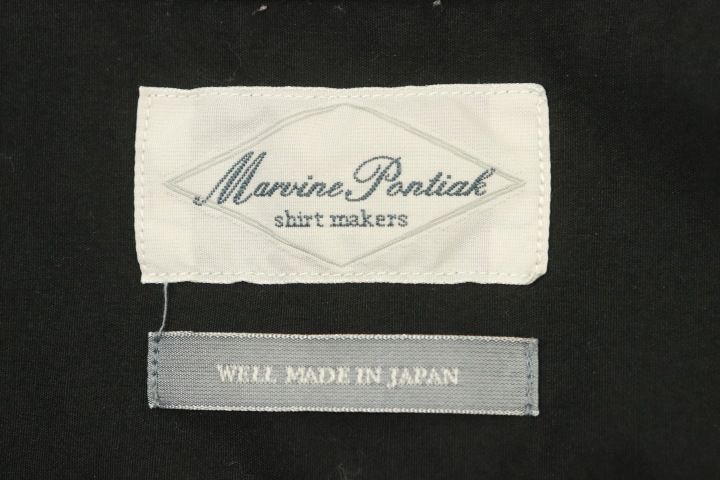 Marvine Pontiak
shirt makers
WELL MADE IN JAPAN